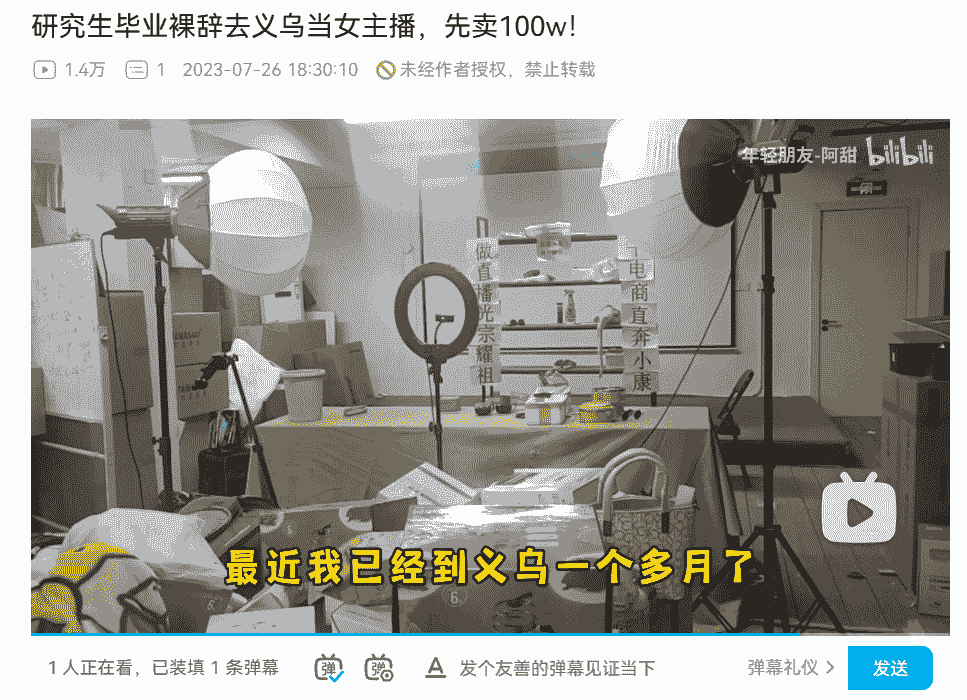 研究生毕业裸辞去义乌当女主播，先卖100w！
1.4万 1 2023-07-26 18:30:10 未经作者授权，禁止转载
年轻朋友-阿甜 bilibili
做直播光宗耀祖
电商直奔小康
最近我已经到义乌一个多月了
1 人正在看，已装填 1 条弹幕 弹 弹 A 发个友善的弹幕见证当下 弹幕礼仪 发送